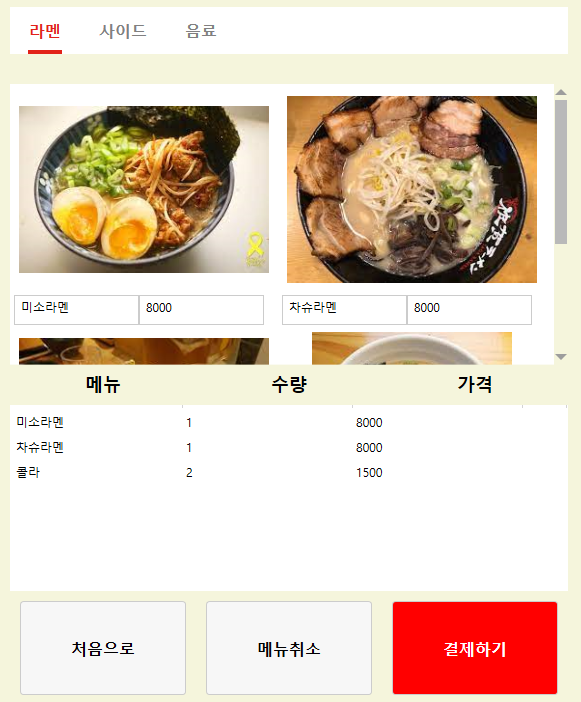 라멘 사이드 음료
미소라멘 8000 차슈라멘 8000
메뉴 수량 가격
미소라멘 1 8000
차슈라멘 1 8000
콜라 2 1500
처음으로 메뉴취소 결제하기